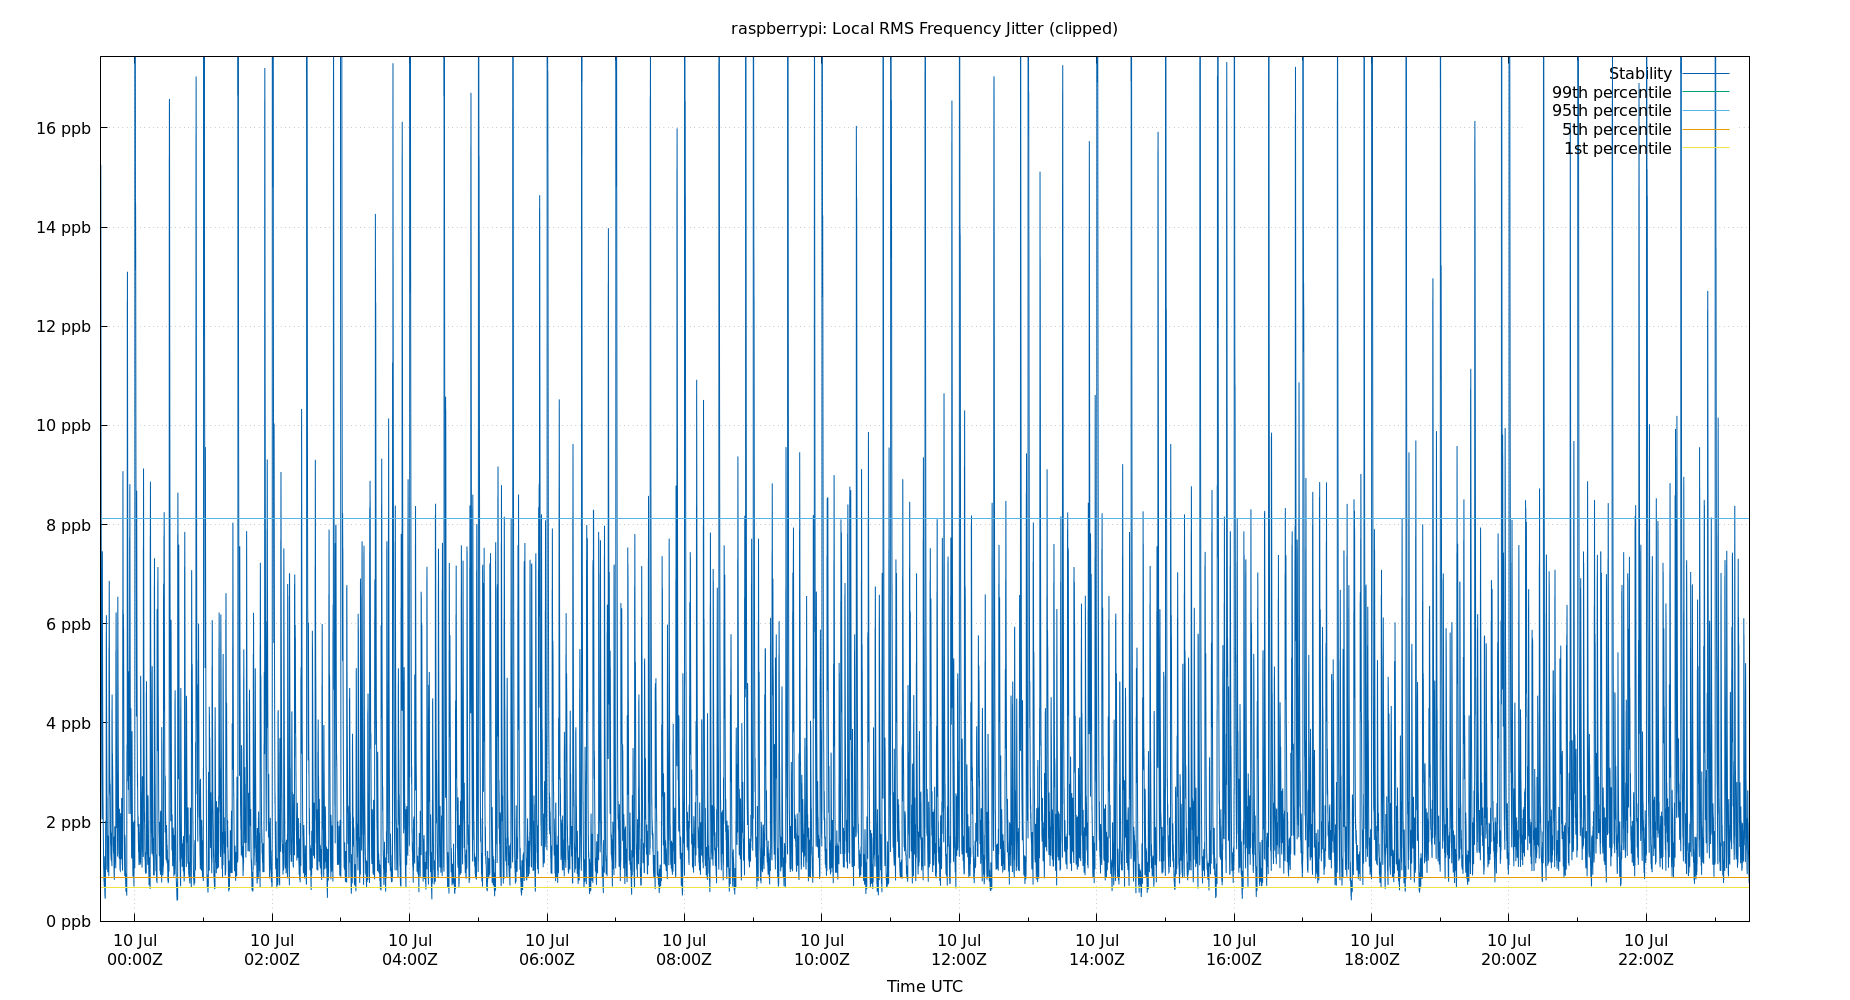 raspberrypi: Local RMS Frequency Jitter (clipped)
Stability
99th percentile
95th percentile
5th percentile
1st percentile
16 ppb
14 ppb
12 ppb
10 ppb
8 ppb
6 ppb
4 ppb
2 ppb
0 ppb
10 Jul 10 Jul 10 Jul 10 Jul 10 Jul 10 Jul 10 Jul 10 Jul 10 Jul 10 Jul 10 Jul 10 Jul
00:00Z 02:00Z 04:00Z 06:00Z 08:00Z 10:00Z 12:00Z 14:00Z 16:00Z 18:00Z 20:00Z 22:00Z
Time UTC